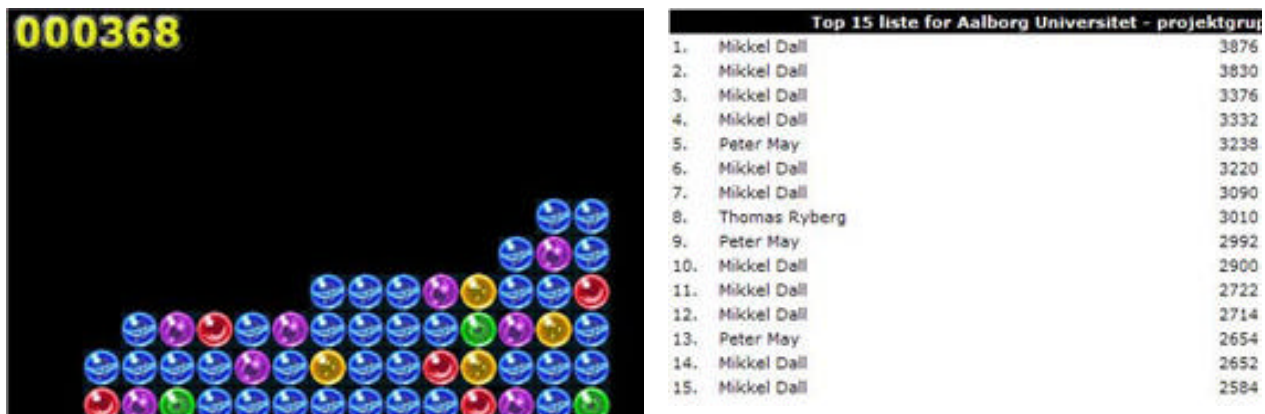 000368
Top 15 liste for Aalborg Universitet - projektgrup
1. Mikkel Dall 3876
2. Mikkel Dall 3830
3. Mikkel Dall 3376
4. Mikkel Dall 3332
5. Peter May 3238
6. Mikkel Dall 3220
7. Mikkel Dall 3090
8. Thomas Ryberg 3010
9. Peter May 2992
10. Mikkel Dall 2900
11. Mikkel Dall 2722
12. Mikkel Dall 2714
13. Peter May 2654
14. Mikkel Dall 2652
15. Mikkel Dall 2584